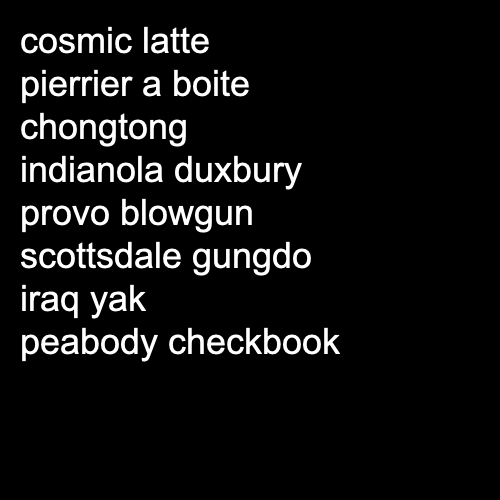 cosmic latte
pierrier a boite
chongtong
indianola duxbury
provo blowgun
scottsdale gungdo
iraq yak
peabody checkbook